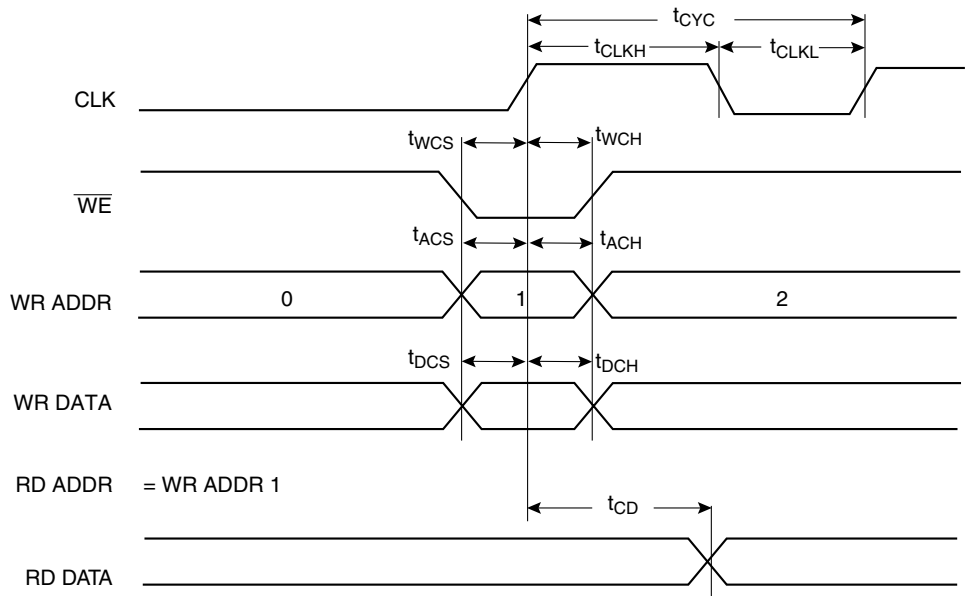 tCYC
tCLKH tCLKL
CLK
tWCS tWCH
WE
tACS tACH
WR ADDR 0 1 2
tDCS tDCH
WR DATA
RD ADDR = WR ADDR 1
tCD
RD DATA